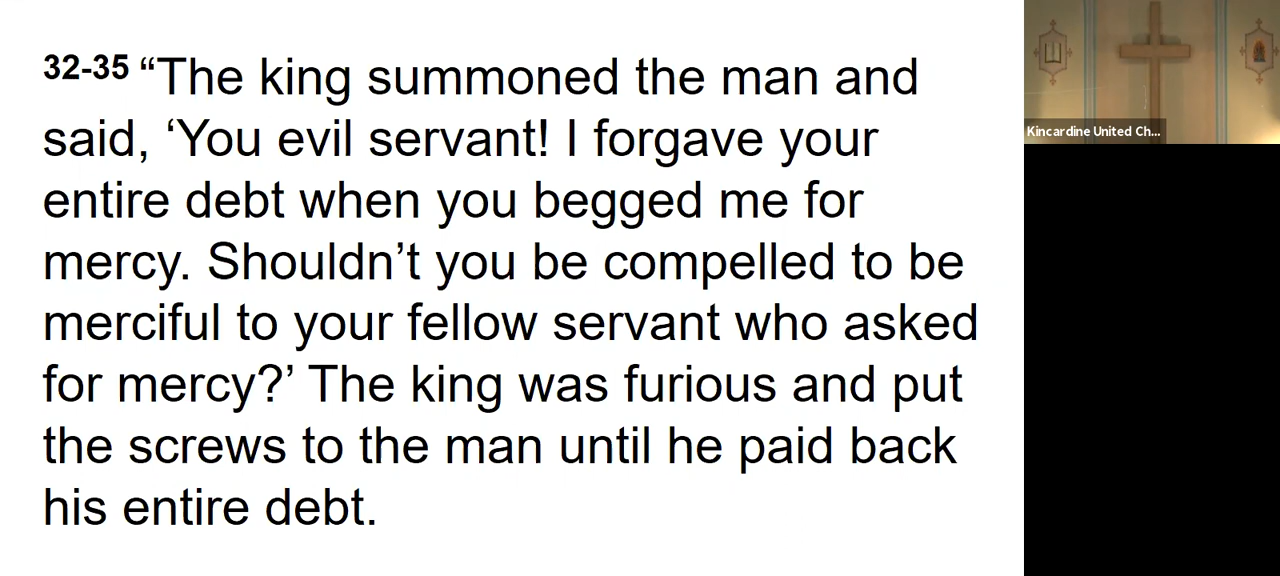 32-35 “The king summoned the man and
said, ‘You evil servant! I forgave your
entire debt when you begged me for
mercy. Shouldn’t you be compelled to be
merciful to your fellow servant who asked
for mercy?’ The king was furious and put
the screws to the man until he paid back
his entire debt.
Kincardine United Ch...